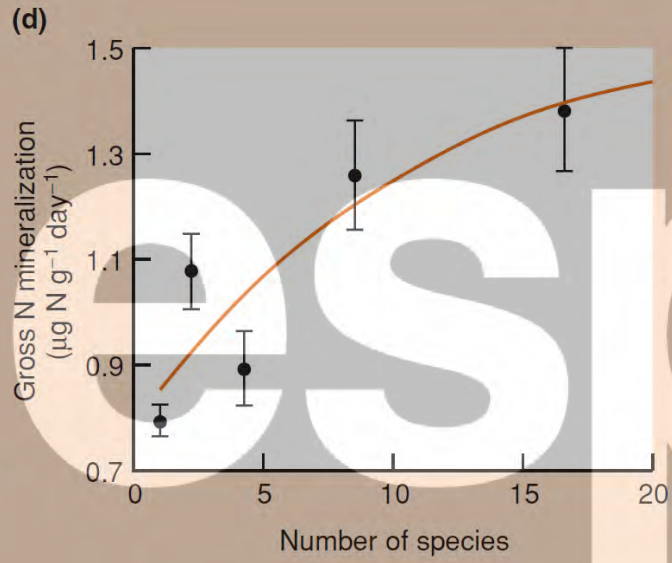 (d)
1.5
1.3
1.1
0.9
0.7
Gross N mineralization
(µg N g⁻¹ day⁻¹)
0
5
10
15
20
Number of species
esp